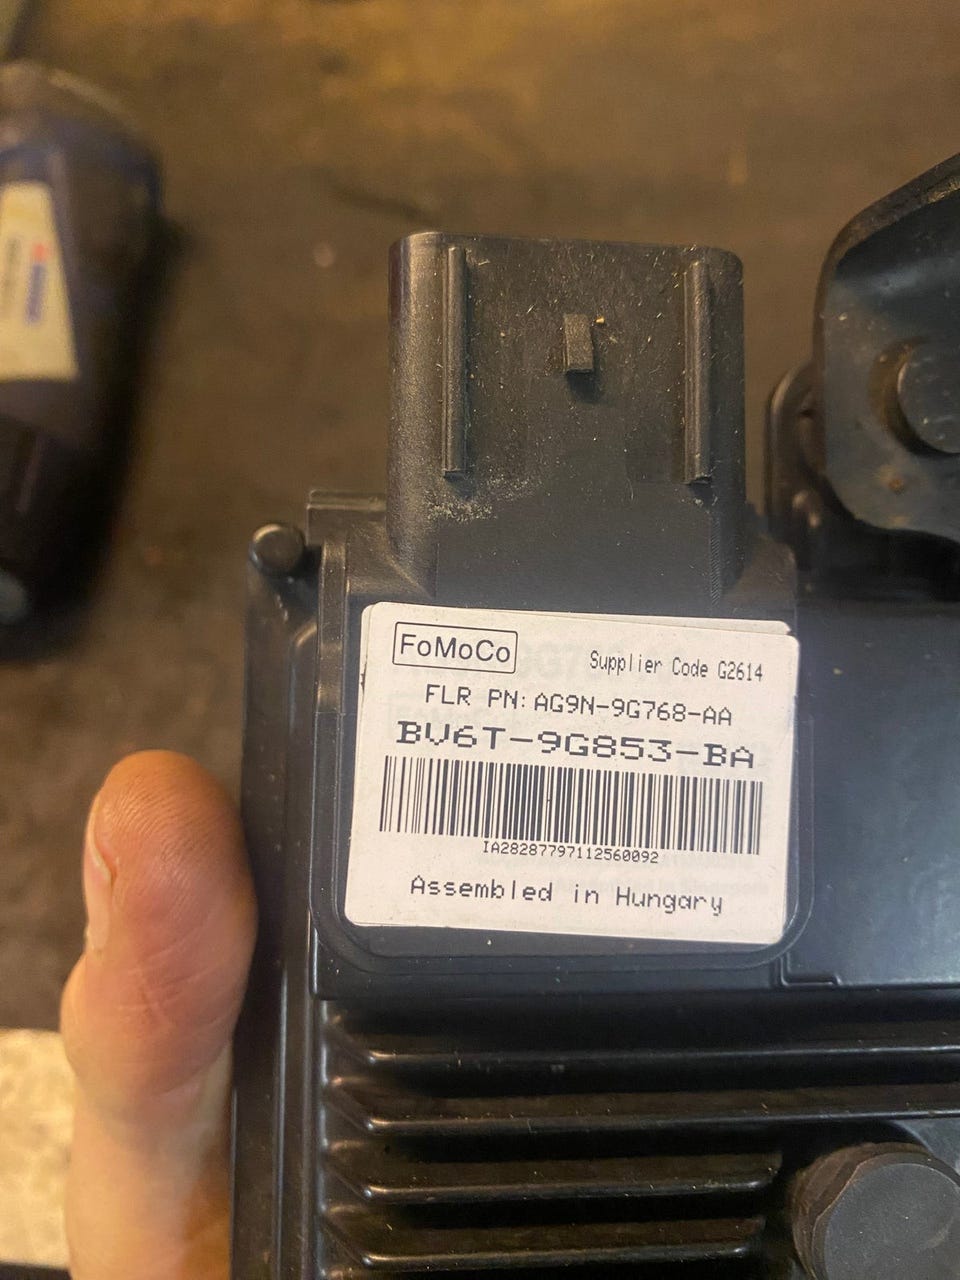 FoMoCo
Supplier Code G2614
FLR PN: AG9N-9G768-AA
BV6T-9G853-BA
IA28287797112560092
Assembled in Hungary